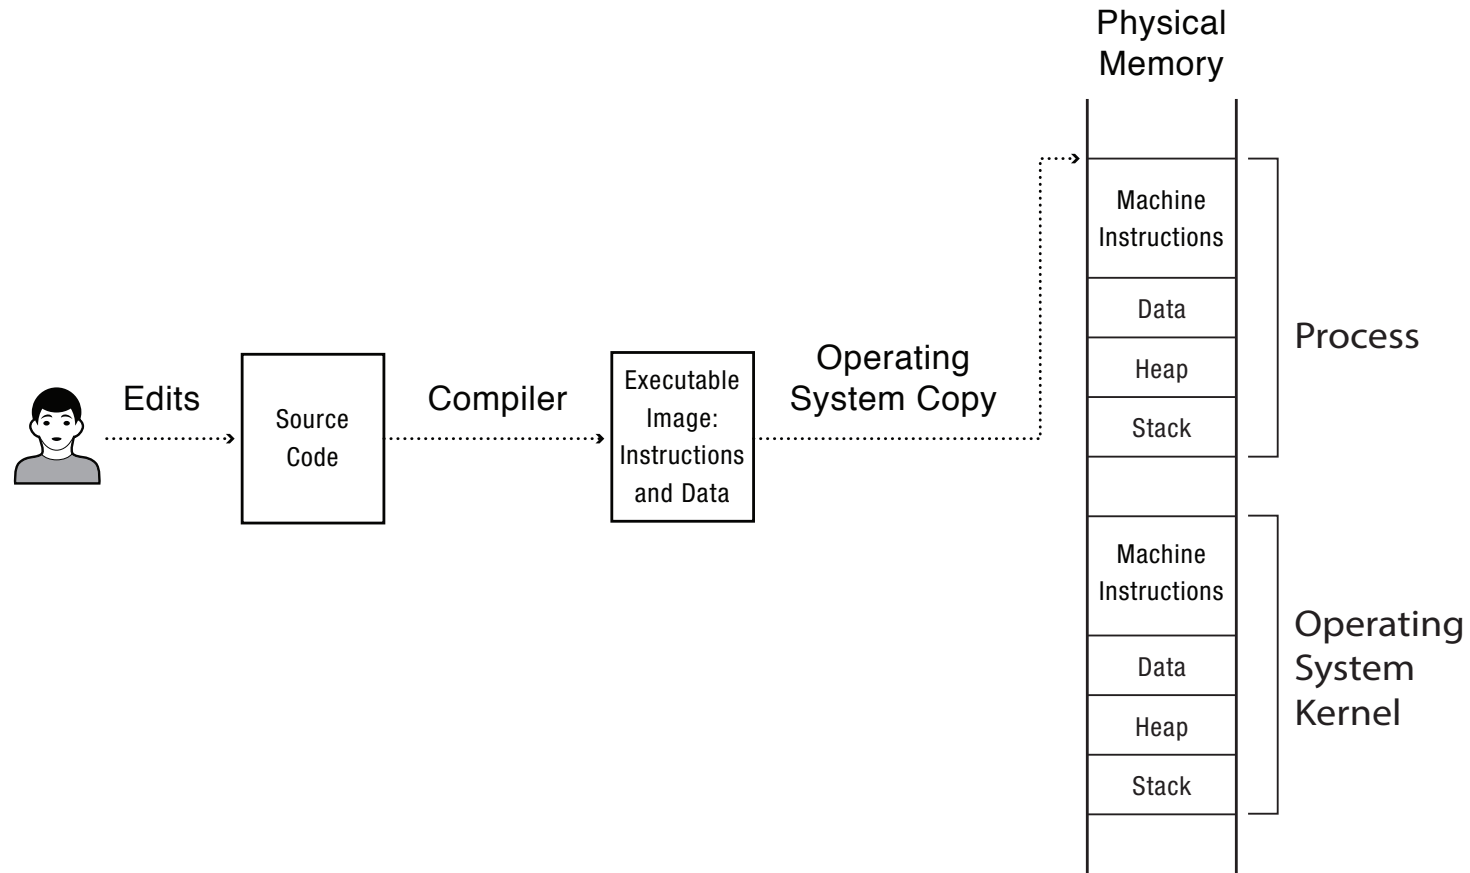 Physical
Memory
Edits
Source
Code
Compiler
Executable
Image:
Instructions
and Data
Operating
System Copy
Machine
Instructions
Data
Heap
Stack
Process
Machine
Instructions
Data
Heap
Stack
Operating
System
Kernel